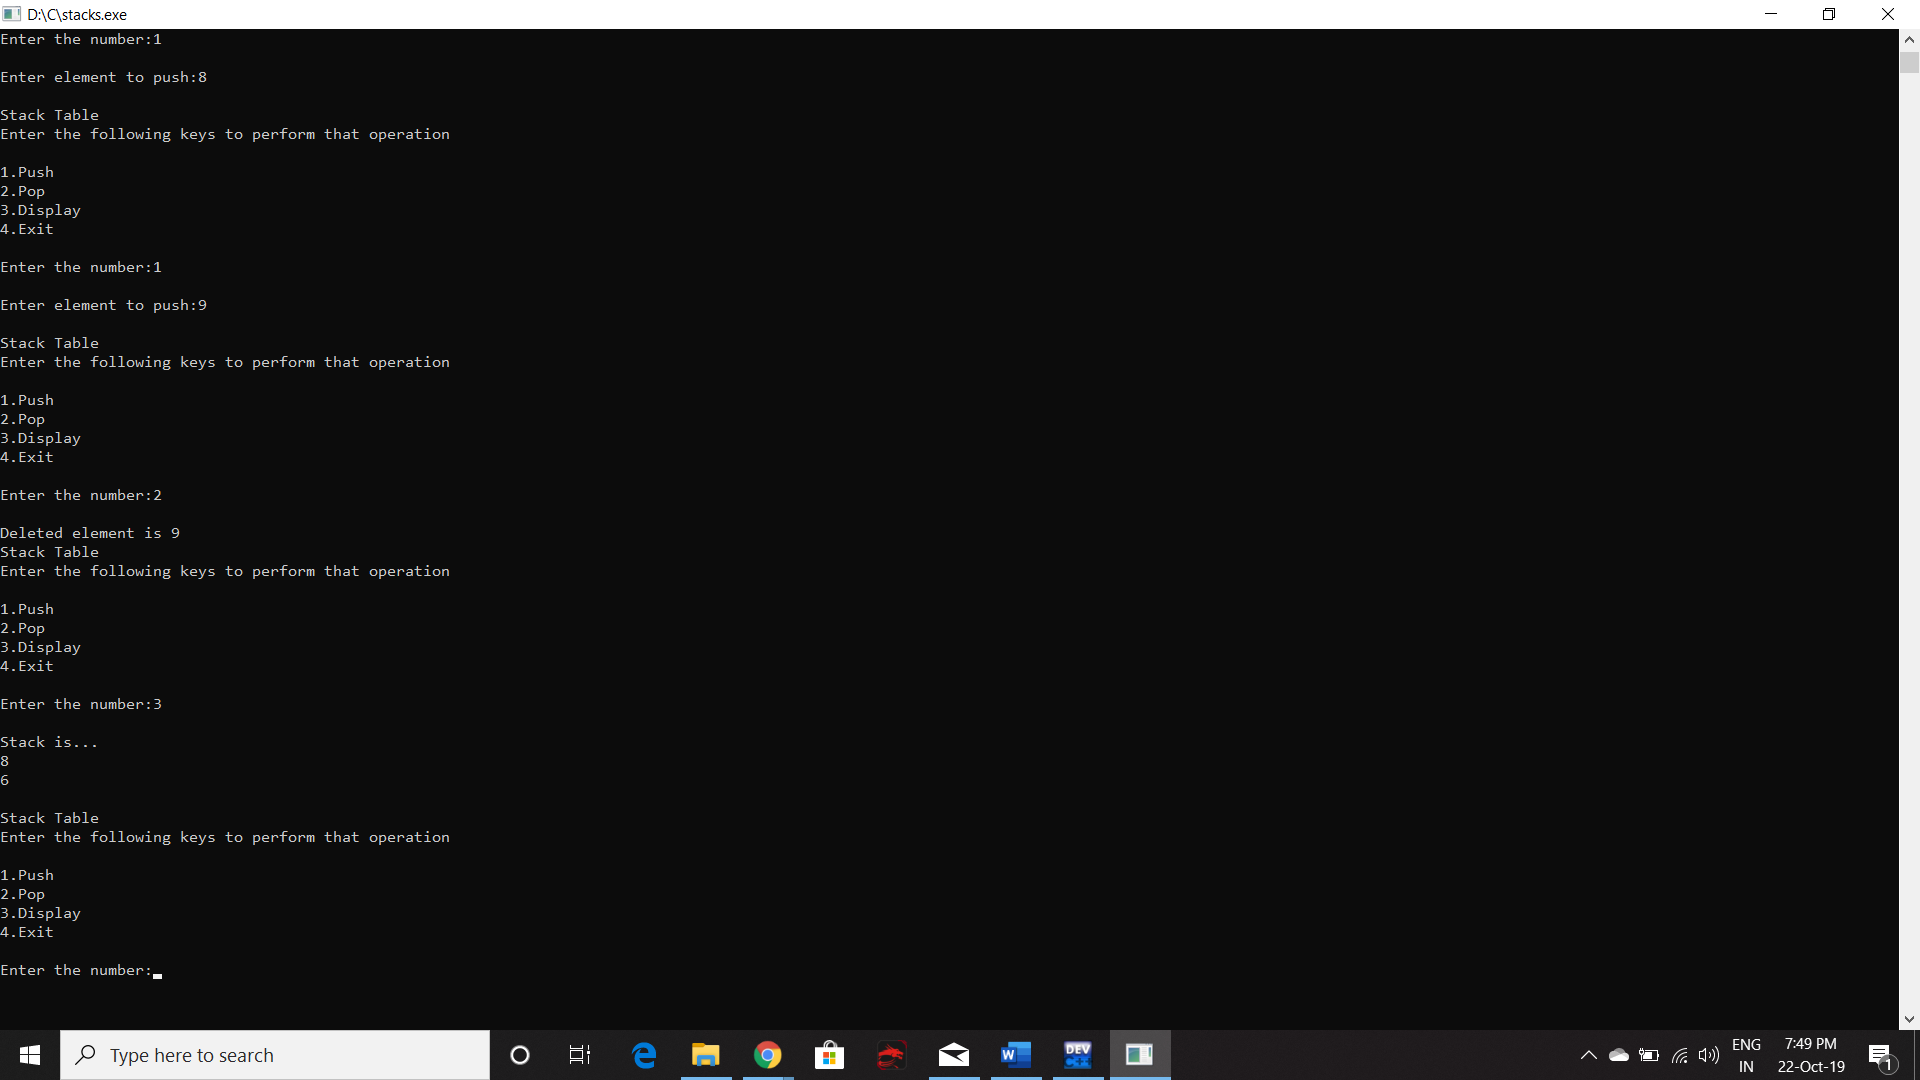 D:\C\stacks.exe
Enter the number:1
Enter element to push:8
Stack Table
Enter the following keys to perform that operation
1.Push
2.Pop
3.Display
4.Exit
Enter the number:1
Enter element to push:9
Stack Table
Enter the following keys to perform that operation
1.Push
2.Pop
3.Display
4.Exit
Enter the number:2
Deleted element is 9
Stack Table
Enter the following keys to perform that operation
1.Push
2.Pop
3.Display
4.Exit
Enter the number:3
Stack is...
8
6
Stack Table
Enter the following keys to perform that operation
1.Push
2.Pop
3.Display
4.Exit
Enter the number:
Type here to search
W
DEV
C++
ENG
IN
7:49 PM
22-Oct-19
1